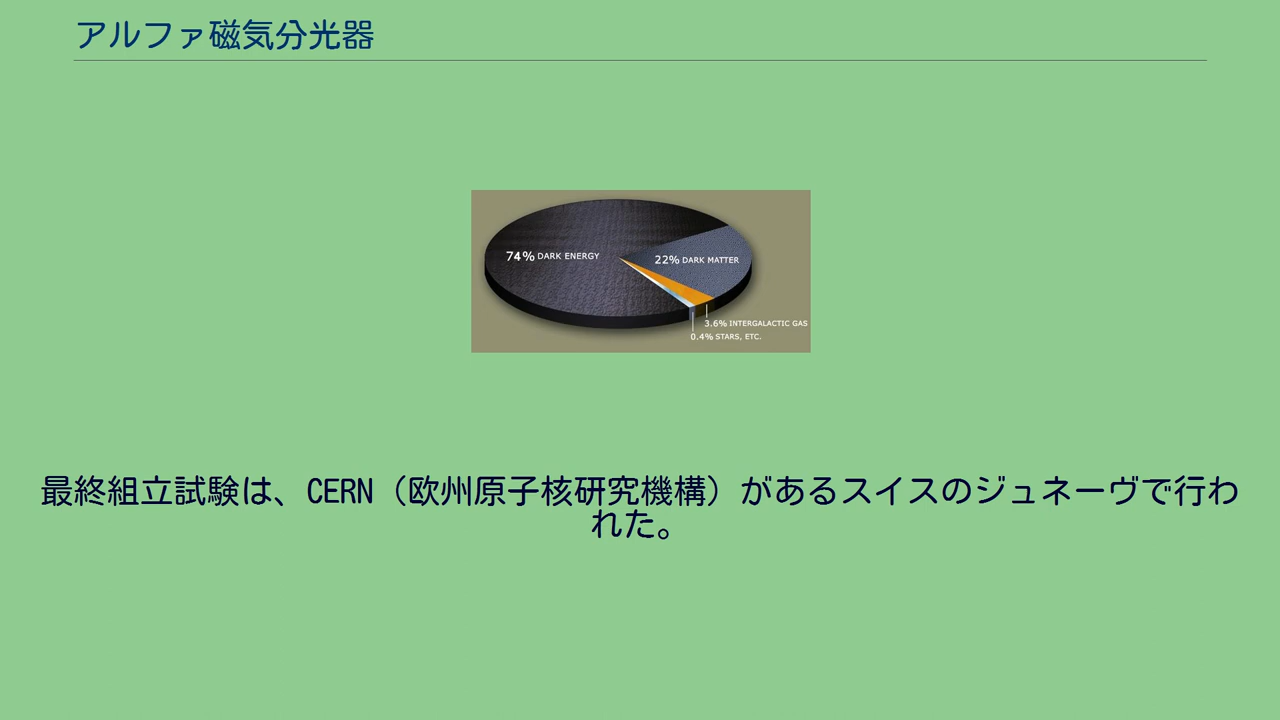 アルファ磁気分光器
74% DARK ENERGY
22% DARK MATTER
3.6% INTERGALACTIC GAS
0.4% STARS, ETC.
最終組立試験は、CERN（欧州原子核研究機構）があるスイスのジュネーヴで行わ
れた。